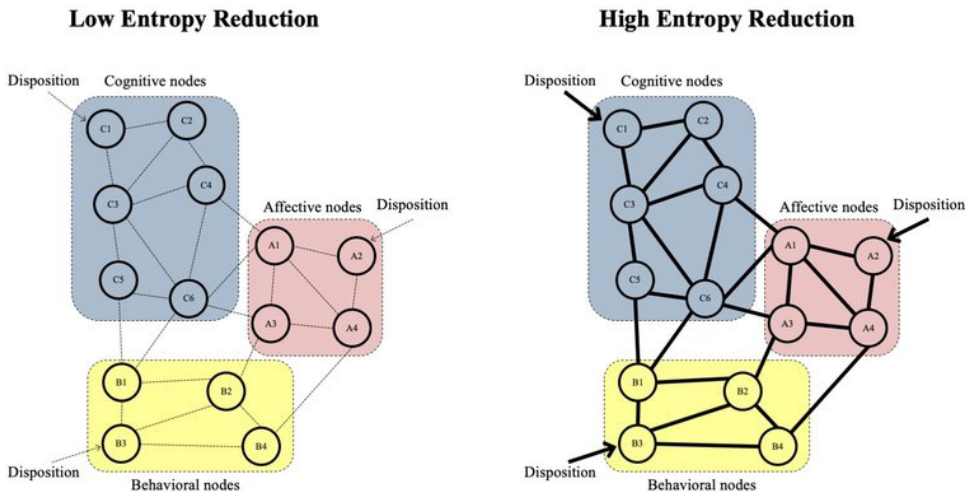 Low Entropy Reduction
Disposition
Cognitive nodes
C1
C2
C3
C4
C5
C6
Affective nodes
Disposition
A1
A2
A3
A4
B1
B2
B3
B4
Disposition
Behavioral nodes
High Entropy Reduction
Disposition
Cognitive nodes
C1
C2
C3
C4
C5
C6
Affective nodes
Disposition
A1
A2
A3
A4
B1
B2
B3
B4
Disposition
Behavioral nodes